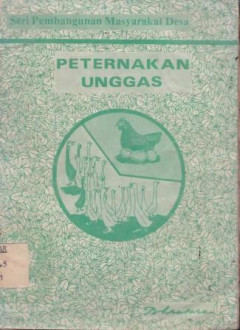 Seri Pembangunan Masyarakat Desa
PETERNAKAN
UNGGAS